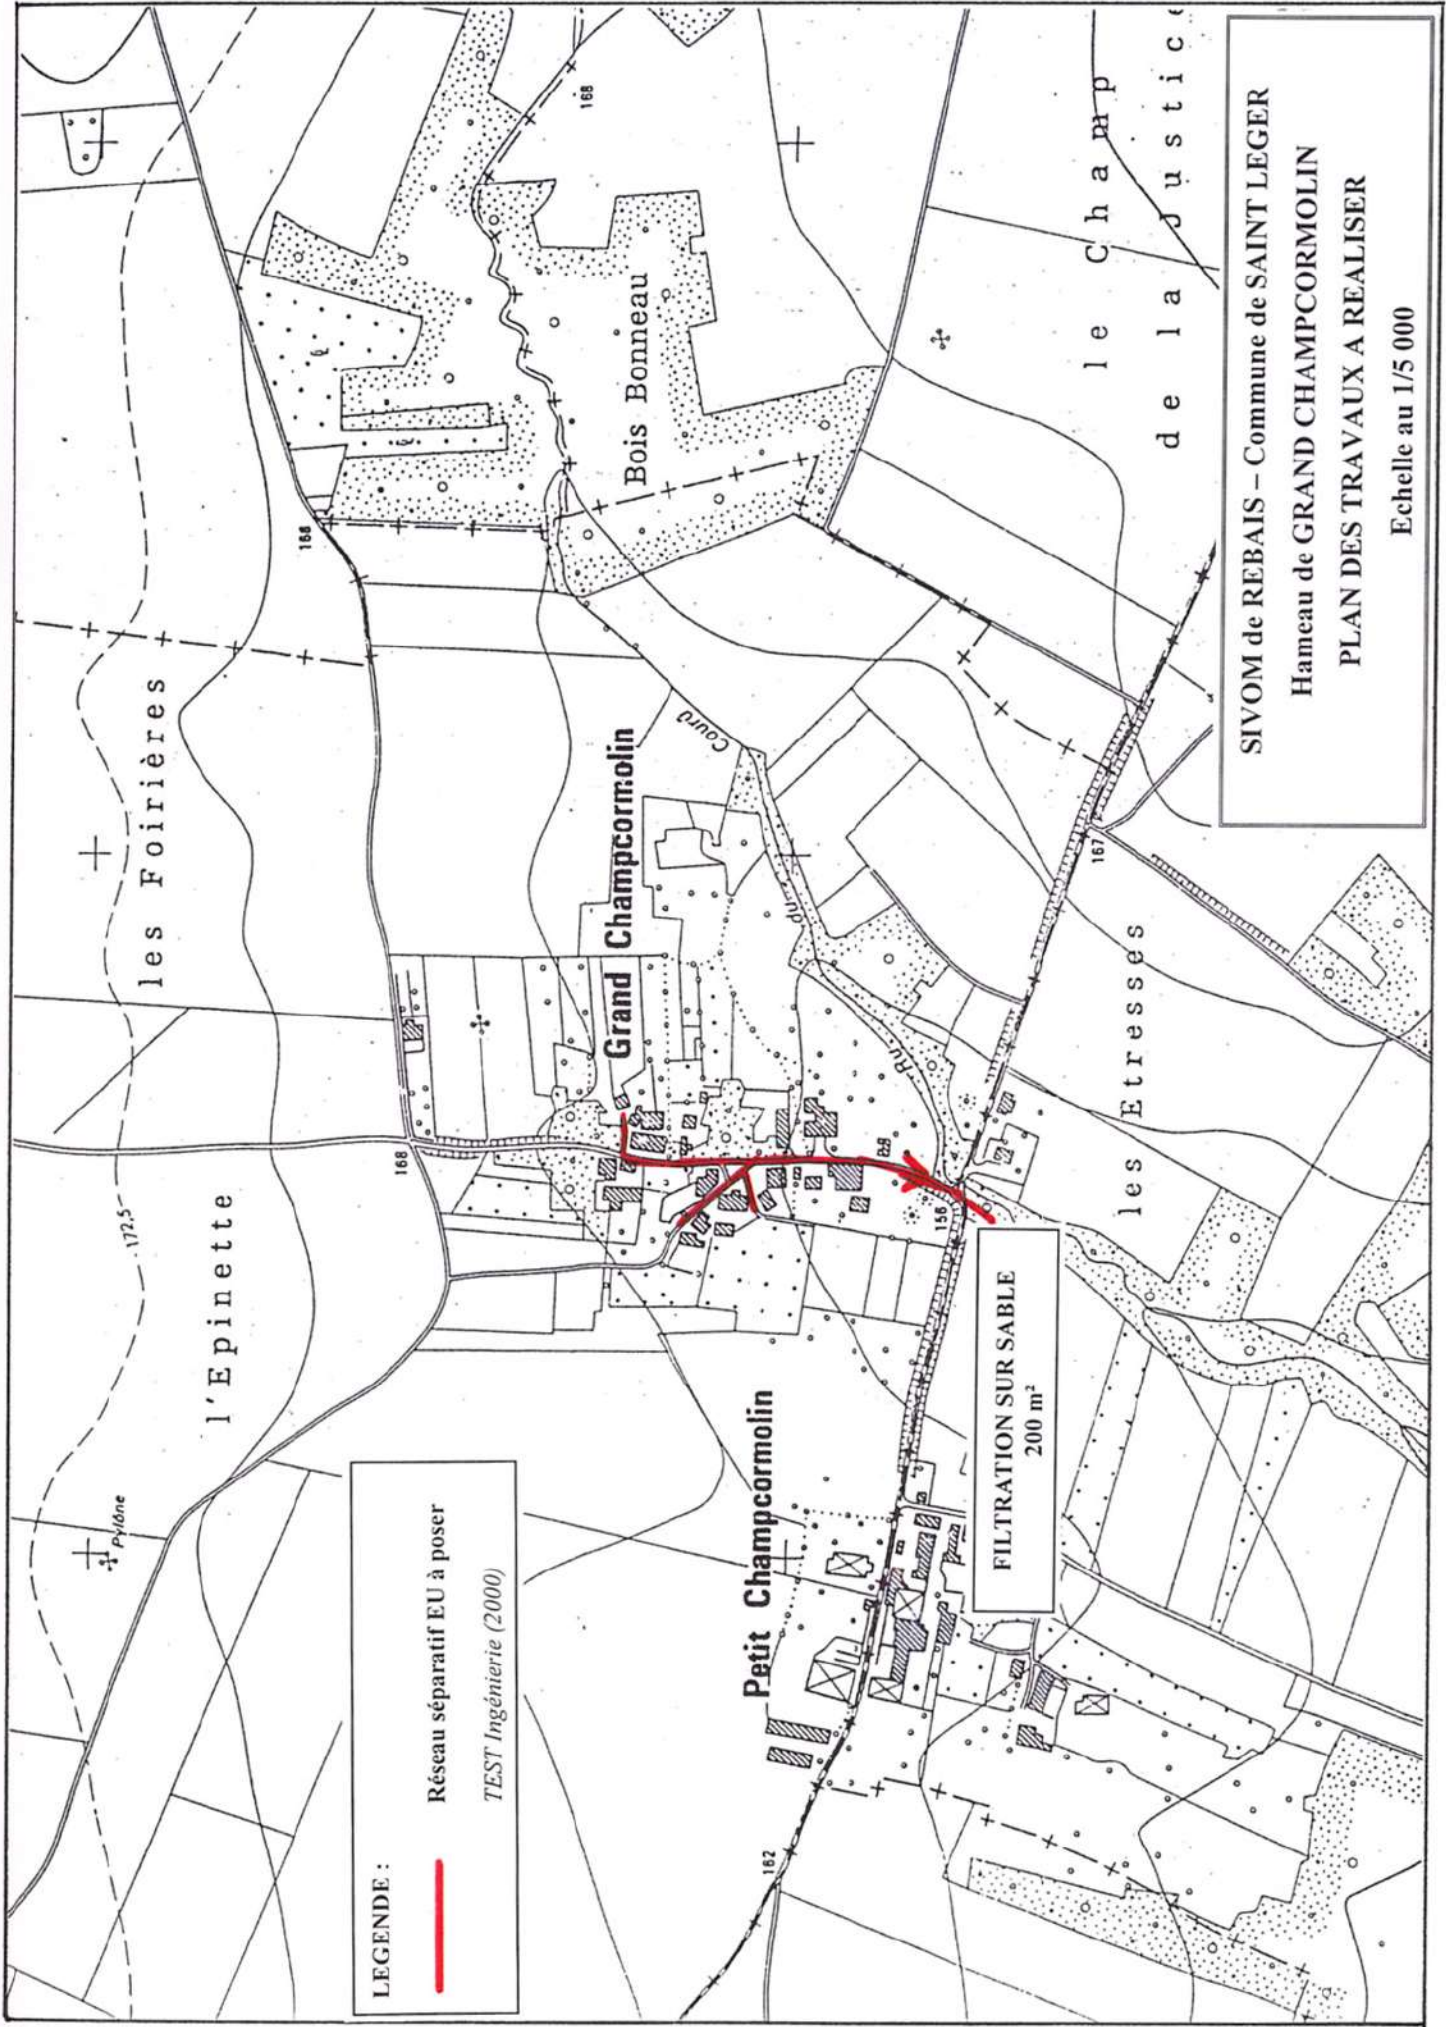 SIVOM de REBAIS – Commune de SAINT LEGER
Hameau de GRAND CHAMPCORMOLIN
PLAN DES TRAVAUX A REALISER
Echelle au 1/5 000
LEGENDE :
Réseau séparatif EU à poser
TEST Ingénierie (2000)
FILTRATION SUR SABLE
200 m²
Pylône
l'Epinette
172,5
les Foirières
168
168
168
Grand Champcormolin
Petit Champcormolin
Bois Bonneau
Ru
du
Courd
le Champ
de la Justice
les Etresses
156
162
167